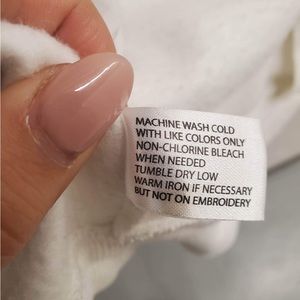 MACHINE WASH COLD
WITH LIKE COLORS ONLY
NON-CHLORINE BLEACH
WHEN NEEDED
TUMBLE DRY LOW
WARM IRON IF NECESSARY
BUT NOT ON EMBROIDERY